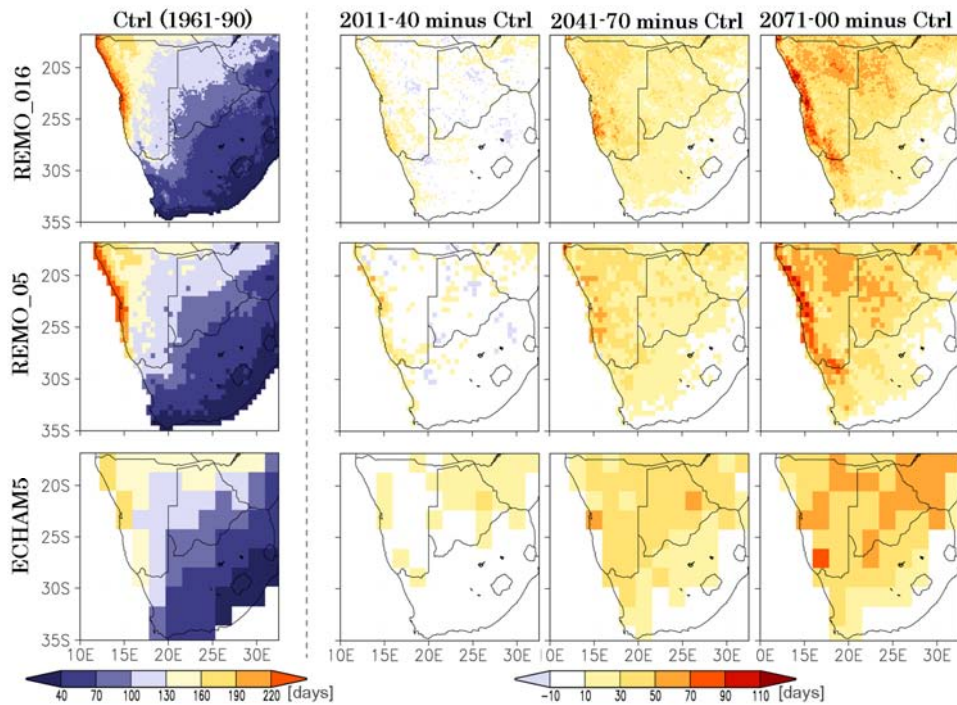 Ctrl (1961-90) 2011-40 minus Ctrl 2041-70 minus Ctrl 2071-00 minus Ctrl
REMO_016
20S
25S
30S
35S
REMO_05
20S
25S
30S
35S
ECHAM5
20S
25S
30S
35S
10E 15E 20E 25E 30E 10E 15E 20E 25E 30E 10E 15E 20E 25E 30E 10E 15E 20E 25E 30E
40 70 100 130 160 190 220 [days] -10 10 30 50 70 90 110 [days]